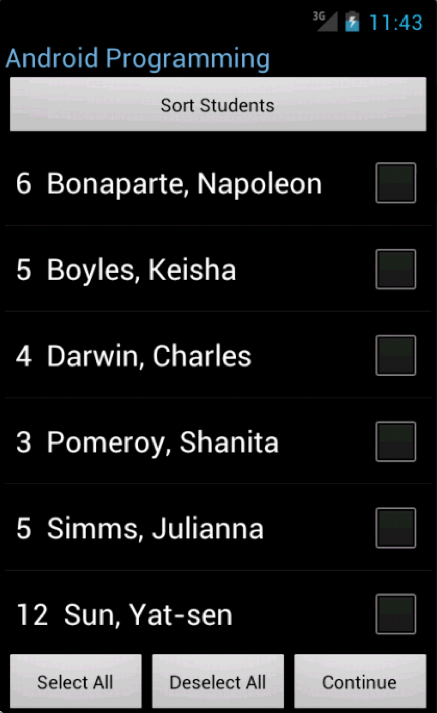 3G 11:43
Android Programming
Sort Students
6 Bonaparte, Napoleon
5 Boyles, Keisha
4 Darwin, Charles
3 Pomeroy, Shanita
5 Simms, Julianna
12 Sun, Yat-sen
Select All Deselect All Continue